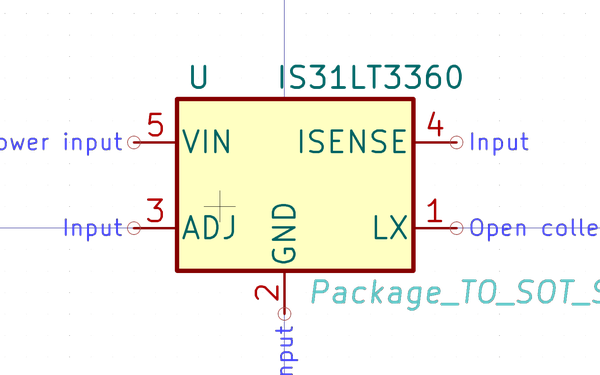 U IS31LT3360
ower input 5 VIN ISENSE 4 Input
Input 3 ADJ GND LX 1 Open colle
2 Package_TO_SOT_S
nput